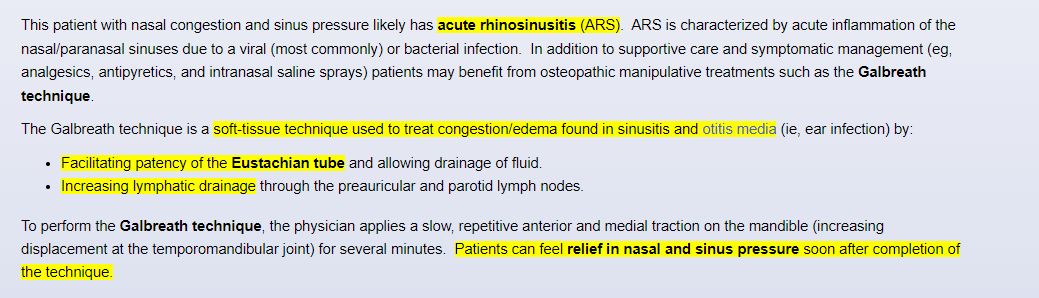 This patient with nasal congestion and sinus pressure likely has acute rhinosinusitis (ARS).  ARS is characterized by acute inflammation of the
nasal/paranasal sinuses due to a viral (most commonly) or bacterial infection.  In addition to supportive care and symptomatic management (eg,
analgesics, antipyretics, and intranasal saline sprays) patients may benefit from osteopathic manipulative treatments such as the Galbreath
technique.
The Galbreath technique is a soft-tissue technique used to treat congestion/edema found in sinusitis and otitis media (ie, ear infection) by:
• Facilitating patency of the Eustachian tube and allowing drainage of fluid.
• Increasing lymphatic drainage through the preauricular and parotid lymph nodes.
To perform the Galbreath technique, the physician applies a slow, repetitive anterior and medial traction on the mandible (increasing
displacement at the temporomandibular joint) for several minutes.  Patients can feel relief in nasal and sinus pressure soon after completion of
the technique.